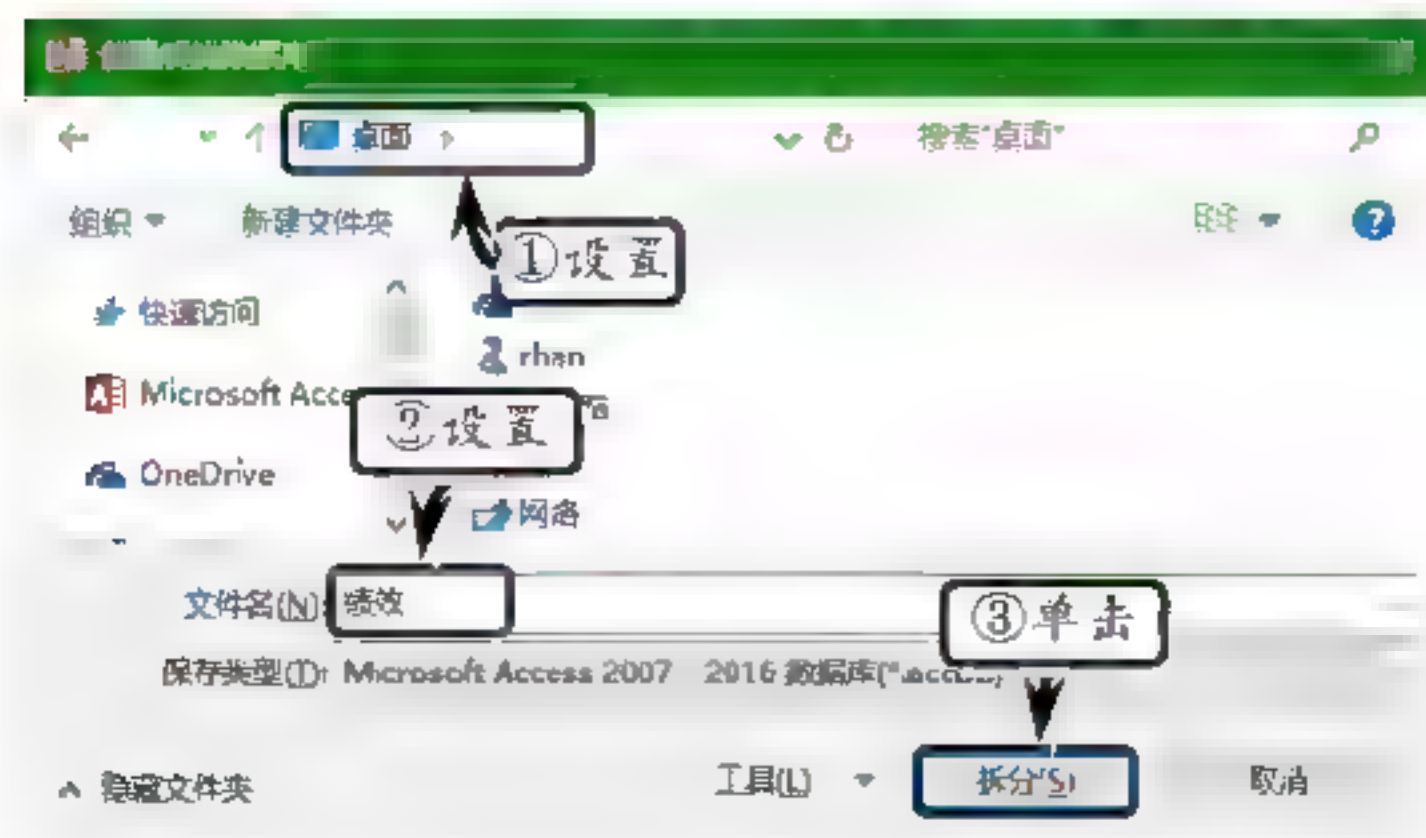 桌面
搜索"桌面"
组织 新建文件夹
①设置
快速访问
rhan
Microsoft Acce
②设置
OneDrive
网络
文件名(N): 绩效
③单击
保存类型(T): Microsoft Access 2007 2016 数据库(*.accdb)
隐藏文件夹 工具(L) 拆分(S) 取消